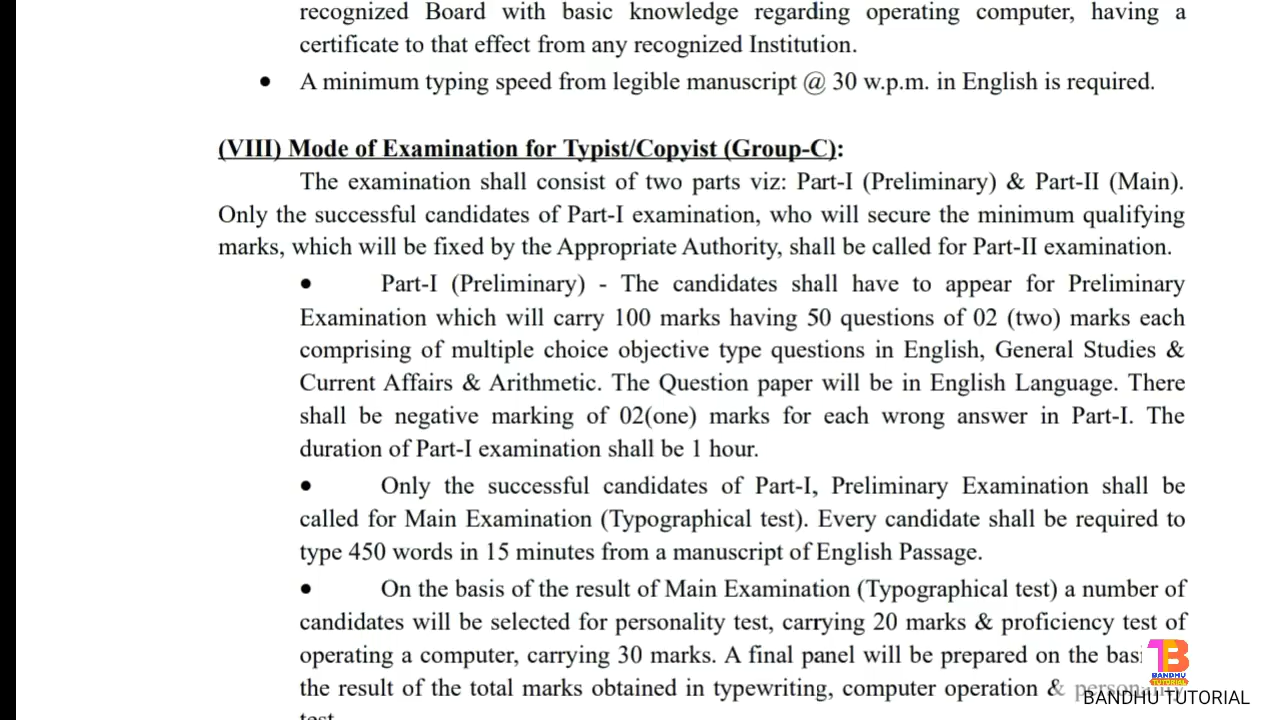 recognized Board with basic knowledge regarding operating computer, having a
certificate to that effect from any recognized Institution.
• A minimum typing speed from legible manuscript @ 30 w.p.m. in English is required.
(VIII) Mode of Examination for Typist/Copyist (Group-C):
The examination shall consist of two parts viz: Part-I (Preliminary) & Part-II (Main).
Only the successful candidates of Part-I examination, who will secure the minimum qualifying
marks, which will be fixed by the Appropriate Authority, shall be called for Part-II examination.
• Part-I (Preliminary) - The candidates shall have to appear for Preliminary
Examination which will carry 100 marks having 50 questions of 02 (two) marks each
comprising of multiple choice objective type questions in English, General Studies &
Current Affairs & Arithmetic. The Question paper will be in English Language. There
shall be negative marking of 02(one) marks for each wrong answer in Part-I. The
duration of Part-I examination shall be 1 hour.
• Only the successful candidates of Part-I, Preliminary Examination shall be
called for Main Examination (Typographical test). Every candidate shall be required to
type 450 words in 15 minutes from a manuscript of English Passage.
• On the basis of the result of Main Examination (Typographical test) a number of
candidates will be selected for personality test, carrying 20 marks & proficiency test of
operating a computer, carrying 30 marks. A final panel will be prepared on the basi
the result of the total marks obtained in typewriting, computer operation & personality
test
TB
BANDHU
TUTORIAL
BANDHU TUTORIAL